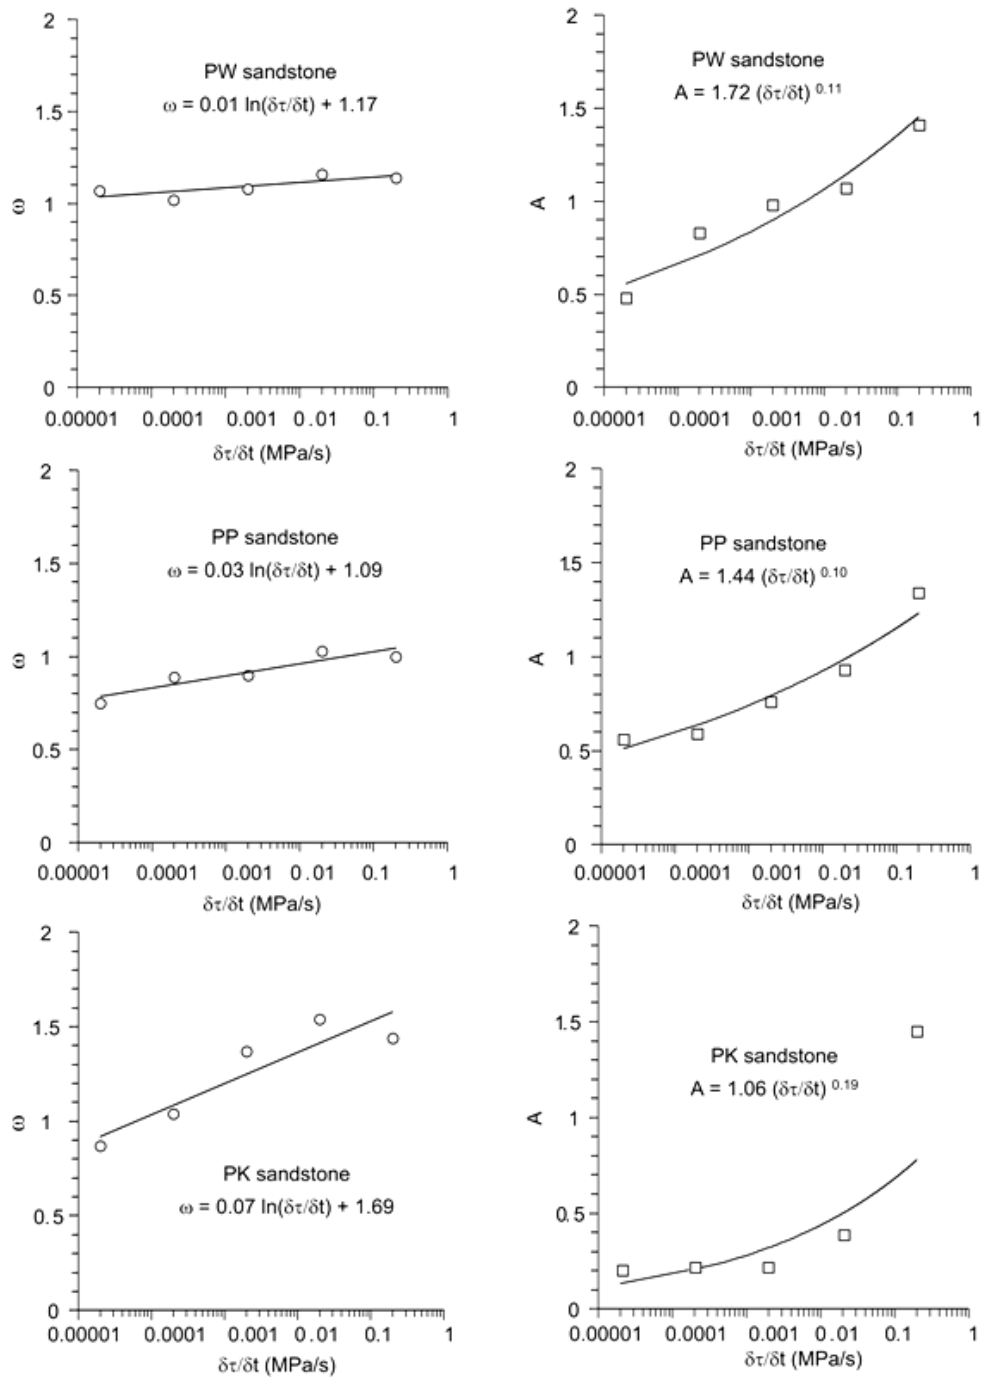 2
PW sandstone
ω = 0.01 ln(δτ/δt) + 1.17
1.5
ω
1
0.5
0
0.00001 0.0001 0.001 0.01 0.1 1
δτ/δt (MPa/s)
2
PW sandstone
A = 1.72 (δτ/δt) 0.11
1.5
A
1
0.5
0
0.00001 0.0001 0.001 0.01 0.1 1
δτ/δt (MPa/s)
2
PP sandstone
ω = 0.03 ln(δτ/δt) + 1.09
1.5
ω
1
0.5
0
0.00001 0.0001 0.001 0.01 0.1 1
δτ/δt (MPa/s)
2
PP sandstone
A = 1.44 (δτ/δt) 0.10
1.5
A
1
0.5
0
0.00001 0.0001 0.001 0.01 0.1 1
δτ/δt (MPa/s)
2
1.5
ω
1
PK sandstone
ω = 0.07 ln(δτ/δt) + 1.69
0.5
0
0.00001 0.0001 0.001 0.01 0.1 1
δτ/δt (MPa/s)
2
1.5
PK sandstone
A = 1.06 (δτ/δt) 0.19
A
1
0.5
0
0.00001 0.0001 0.001 0.01 0.1 1
δτ/δt (MPa/s)